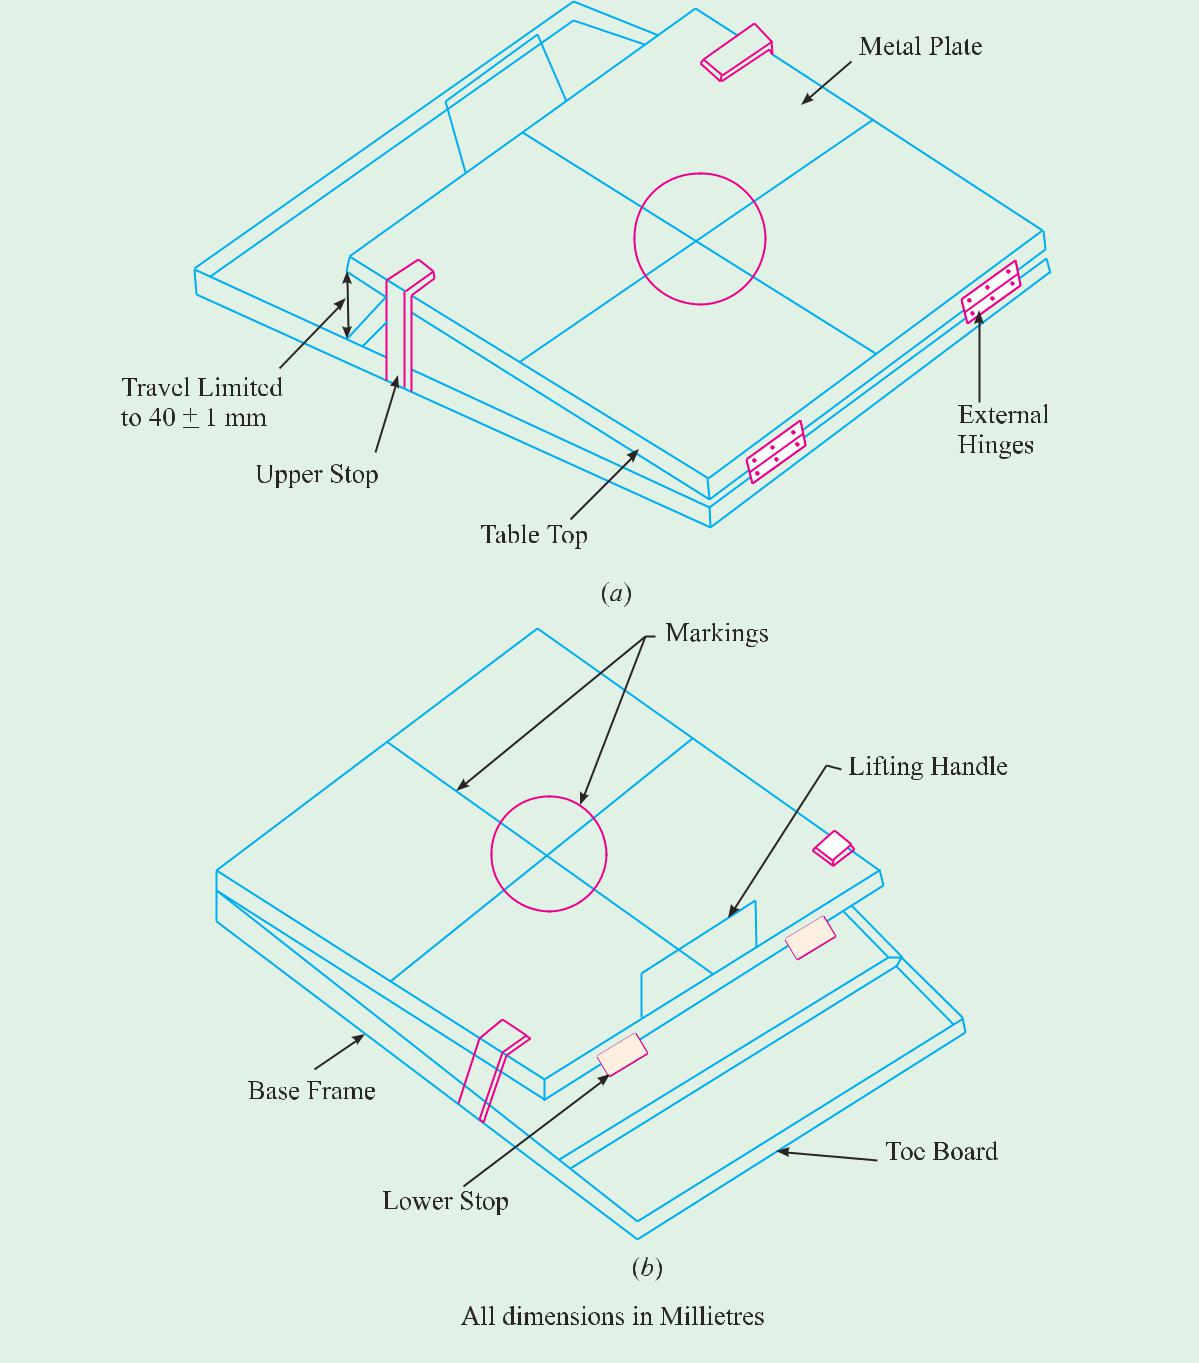 Metal Plate
Travel Limited
to 40 ± 1 mm
External
Hinges
Upper Stop
Table Top
(a)
Markings
Lifting Handle
Base Frame
Toe Board
Lower Stop
(b)
All dimensions in Millietres